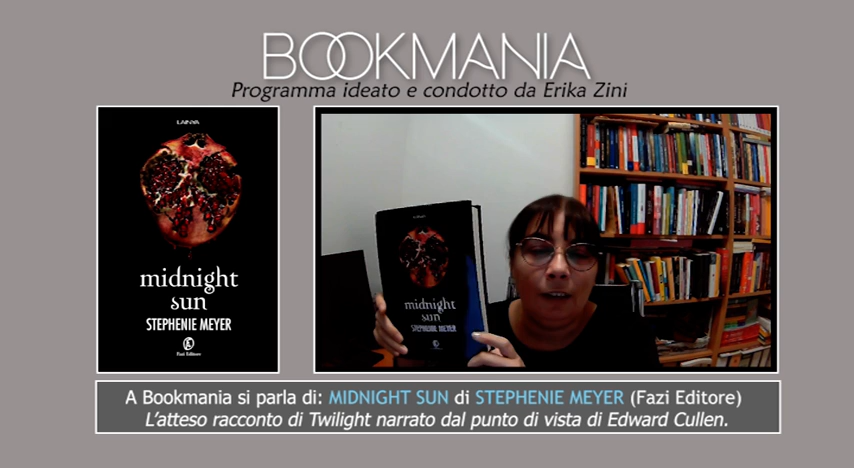 BOOKMANIA
Programma ideato e condotto da Erika Zini
LAINYA
midnight
sun
STEPHENIE MEYER
Fazi Editore
midnight
sun
STEPHENIE MEYER
A Bookmania si parla di: MIDNIGHT SUN di STEPHENIE MEYER (Fazi Editore)
L'atteso racconto di Twilight narrato dal punto di vista di Edward Cullen.